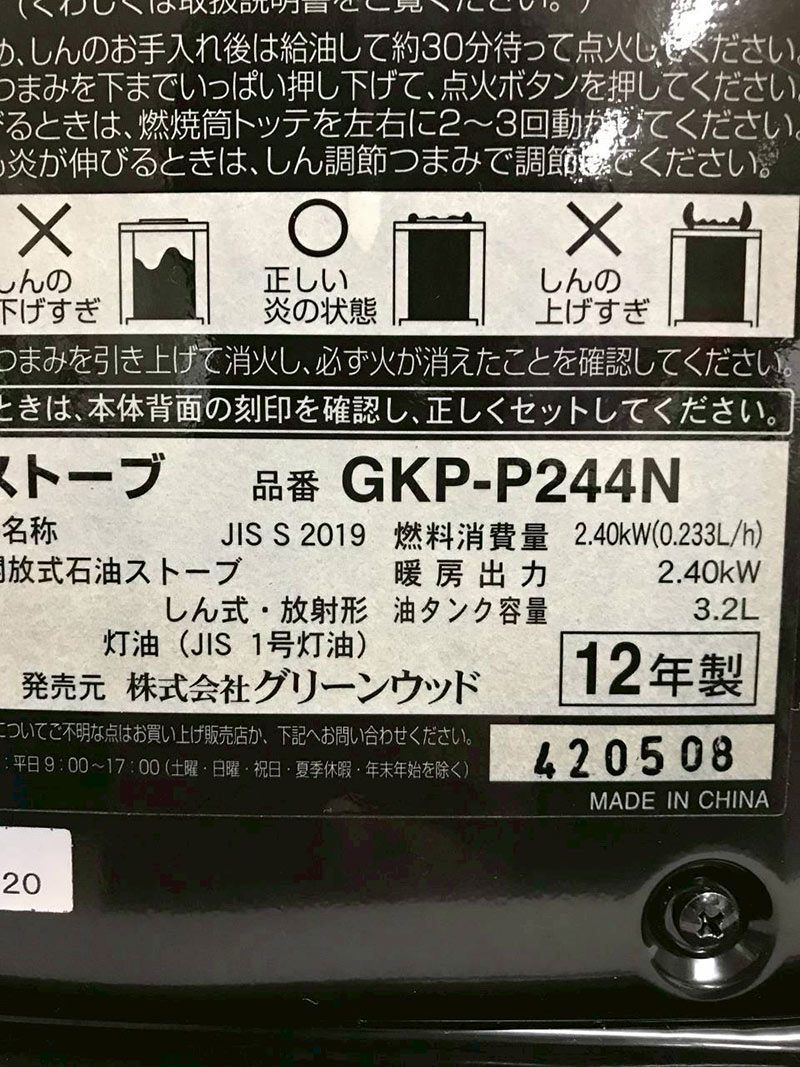 (くわしくは取扱説明書をご覧ください。)
め、しんのお手入れ後は給油して約30分待って点火してください。
つまみを下までいっぱい押し下げて、点火ボタンを押してください。
るときは、燃焼筒トッテを左右に2〜3回動かしてください。
炎が伸びるときは、しん調節つまみで調節してください。
しんの
下げすぎ
正しい
炎の状態
しんの
上げすぎ
つまみを引き上げて消火し、必ず火が消えたことを確認してください。
ときは、本体背面の刻印を確認し、正しくセットしてください。
ストーブ 品番 GKP-P244N
名称 JIS S 2019 燃料消費量 2.40kW(0.233L/h)
開放式石油ストーブ 暖房出力 2.40kW
しん式・放射形 油タンク容量 3.2L
灯油(JIS 1号灯油)
発売元 株式会社グリーンウッド 12年製
についてご不明な点はお買い上げ販売店か、下記へお問い合わせください。
:平日9:00〜17:00(土曜・日曜・祝日・夏季休暇・年末年始を除く)
420508
MADE IN CHINA
20